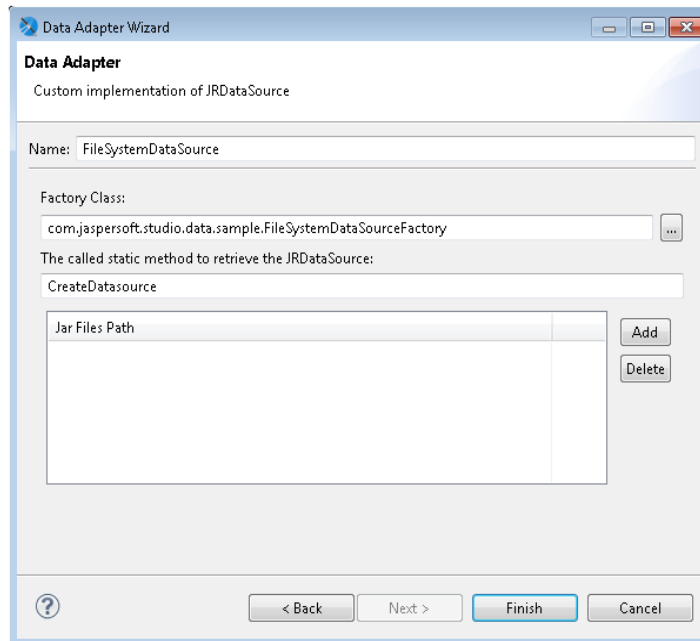 Data Adapter Wizard
Data Adapter
Custom implementation of JRDataSource
Name: FileSystemDataSource
Factory Class:
com.jaspersoft.studio.data.sample.FileSystemDataSourceFactory ...
The called static method to retrieve the JRDataSource:
CreateDatasource
Jar Files Path
Add
Delete
? < Back Next > Finish Cancel